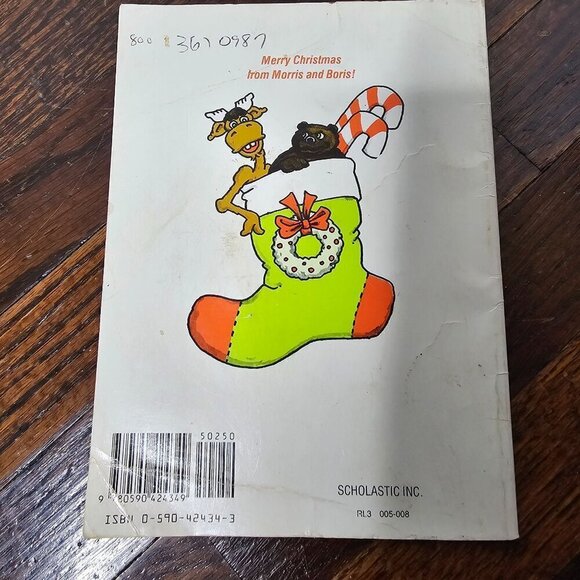 800 1 3610987
Merry Christmas
from Morris and Boris!
50250
9 780590 424349
ISBN 0-590-42434-3
SCHOLASTIC INC.
RL3 005-008